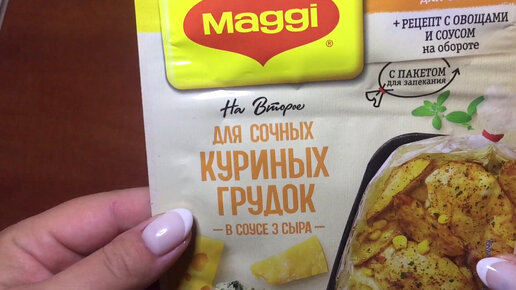 Maggi
®
+ РЕЦЕПТ С ОВОЩАМИ
И СОУСОМ
на обороте
С ПАКЕТОМ
для запекания
На Второе
ДЛЯ СОЧНЫХ
КУРИНЫХ
ГРУДОК
– В СОУСЕ 3 СЫРА –